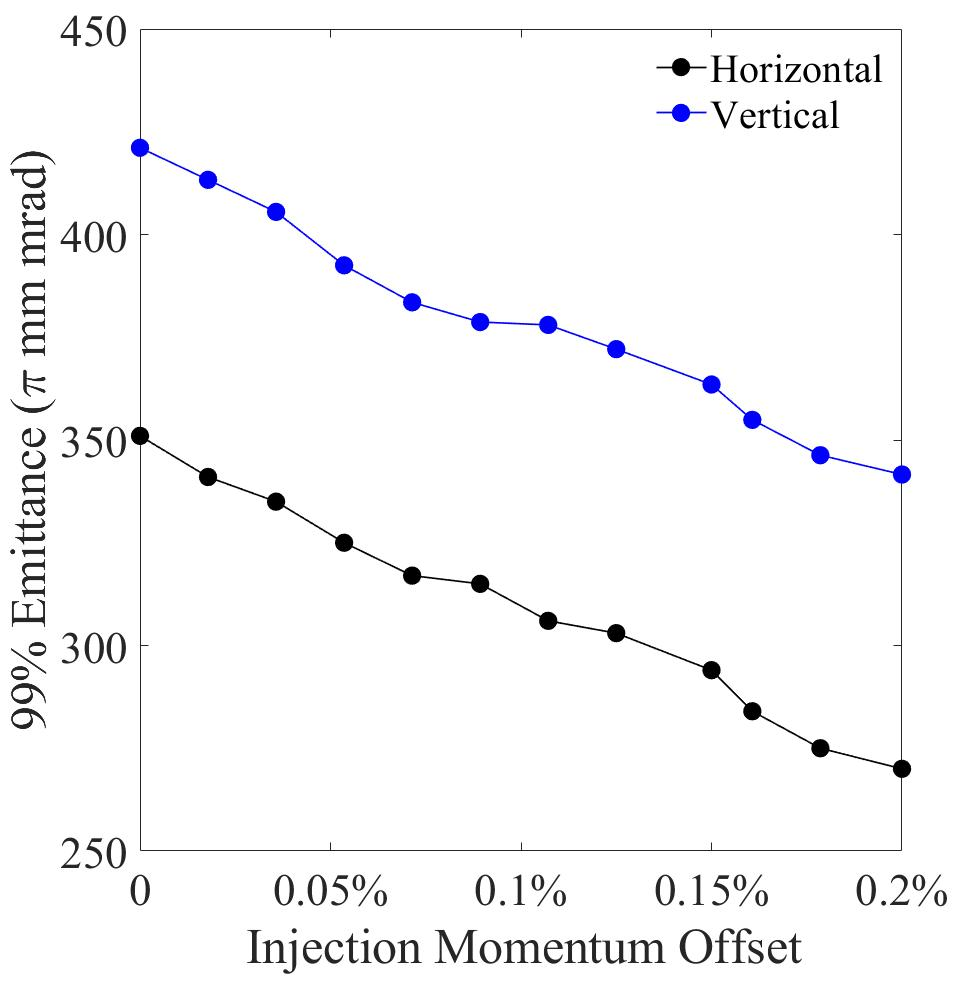 450
400
350
300
250
99% Emittance (π mm mrad)
Horizontal
Vertical
0 0.05% 0.1% 0.15% 0.2%
Injection Momentum Offset